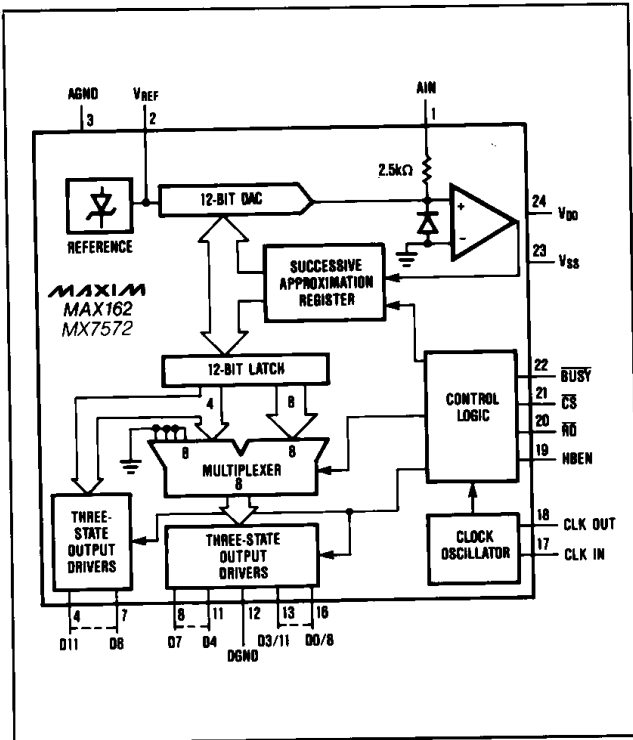 AGND
3
VREF
2
AIN
1
2.5kΩ
12-BIT DAC
REFERENCE
+
−
24
VDD
23
VSS
SUCCESSIVE
APPROXIMATION
REGISTER
MAXIM
MAX162
MX7572
12-BIT LATCH
4
8
8
8
MULTIPLEXER
8
CONTROL
LOGIC
22
BUSY
21
CS
20
RD
19
HBEN
THREE-
STATE
OUTPUT
DRIVERS
THREE-STATE
OUTPUT
DRIVERS
CLOCK
OSCILLATOR
18
CLK OUT
17
CLK IN
4
7
8
11
12
13
16
D11
D8
D7
D4
DGND
D3/11
D0/8